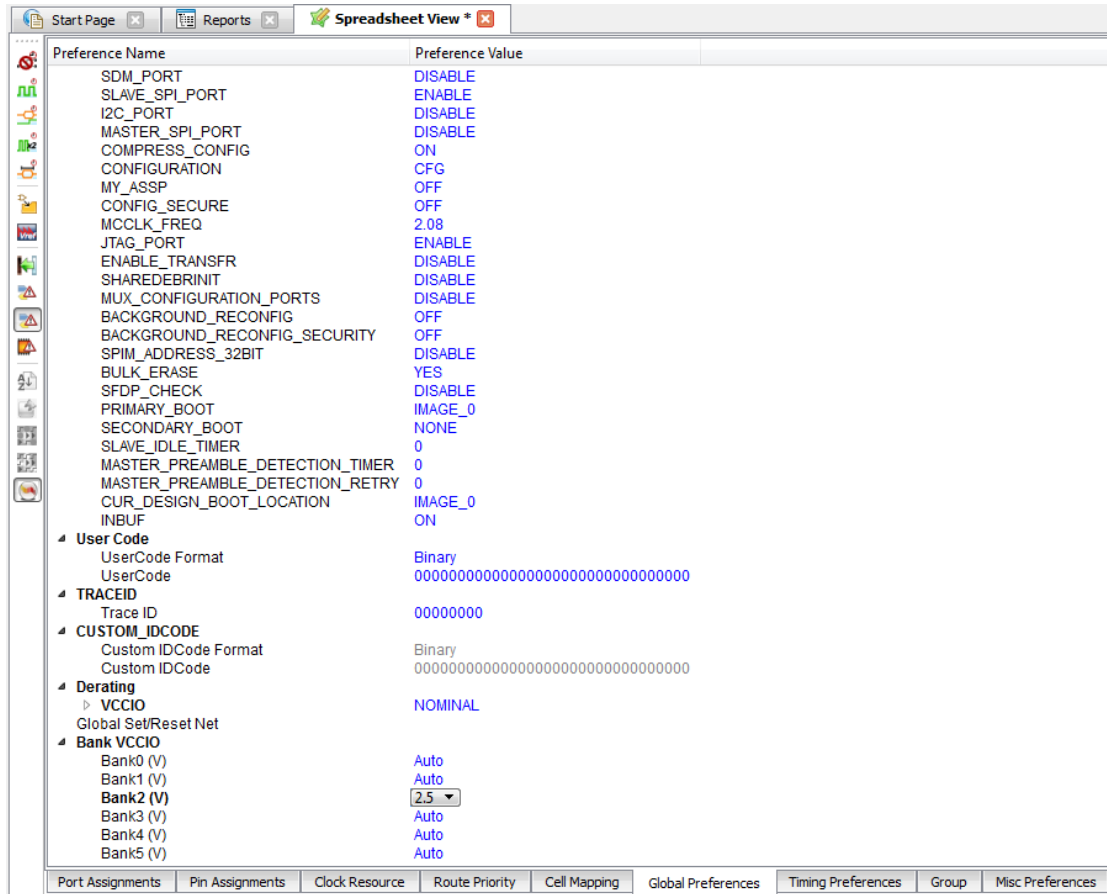 Start Page Reports Spreadsheet View *
Preference Name Preference Value
SDM_PORT DISABLE
SLAVE_SPI_PORT ENABLE
I2C_PORT DISABLE
MASTER_SPI_PORT DISABLE
COMPRESS_CONFIG ON
CONFIGURATION CFG
MY_ASSP OFF
CONFIG_SECURE OFF
MCCLK_FREQ 2.08
JTAG_PORT ENABLE
ENABLE_TRANSFR DISABLE
SHAREDEBRINIT DISABLE
MUX_CONFIGURATION_PORTS DISABLE
BACKGROUND_RECONFIG OFF
BACKGROUND_RECONFIG_SECURITY OFF
SPIM_ADDRESS_32BIT DISABLE
BULK_ERASE YES
SFDP_CHECK DISABLE
PRIMARY_BOOT IMAGE_0
SECONDARY_BOOT NONE
SLAVE_IDLE_TIMER 0
MASTER_PREAMBLE_DETECTION_TIMER 0
MASTER_PREAMBLE_DETECTION_RETRY 0
CUR_DESIGN_BOOT_LOCATION IMAGE_0
INBUF ON
User Code
UserCode Format Binary
UserCode 00000000000000000000000000000000
TRACEID
Trace ID 00000000
CUSTOM_IDCODE
Custom IDCode Format Binary
Custom IDCode 00000000000000000000000000000000
Derating
VCCIO NOMINAL
Global Set/Reset Net
Bank VCCIO
Bank0 (V) Auto
Bank1 (V) Auto
Bank2 (V) 2.5
Bank3 (V) Auto
Bank4 (V) Auto
Bank5 (V) Auto
Port Assignments Pin Assignments Clock Resource Route Priority Cell Mapping Global Preferences Timing Preferences Group Misc Preferences